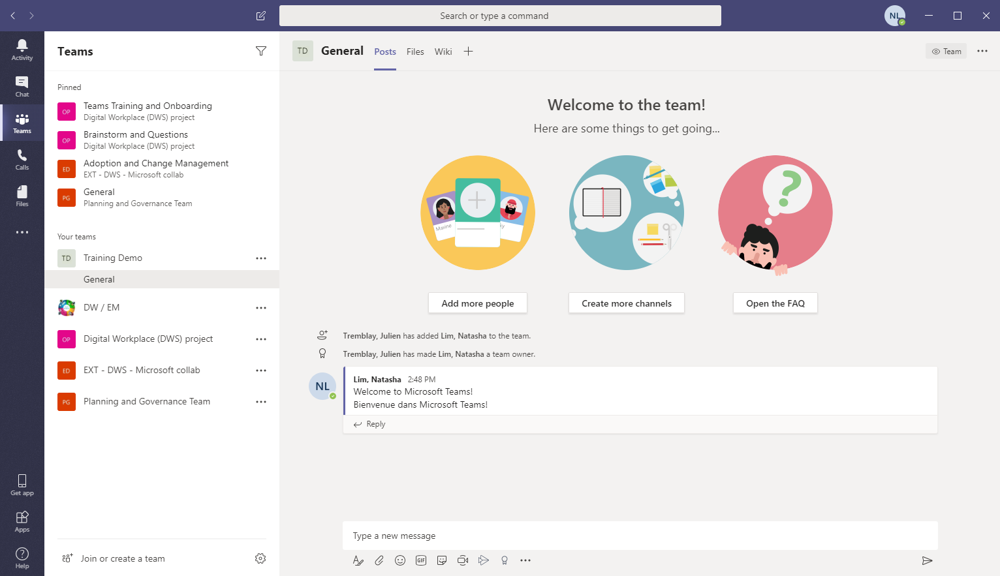 Search or type a command
NL
Activity
Chat
Teams
Calls
Files
Get app
Apps
Help
Teams
Pinned
OP
Teams Training and Onboarding
Digital Workplace (DWS) project
OP
Brainstorm and Questions
Digital Workplace (DWS) project
ED
Adoption and Change Management
EXT - DWS - Microsoft collab
PG
General
Planning and Governance Team
Your teams
TD Training Demo
General
DW / EM
OP Digital Workplace (DWS) project
ED EXT - DWS - Microsoft collab
PG Planning and Governance Team
Join or create a team
TD General Posts Files Wiki Team
Welcome to the team!
Here are some things to get going...
Maxine
Add more people
Create more channels
Open the FAQ
Tremblay, Julien has added Lim, Natasha to the team.
Tremblay, Julien has made Lim, Natasha a team owner.
NL
Lim, Natasha 2:48 PM
Welcome to Microsoft Teams!
Bienvenue dans Microsoft Teams!
Reply
Type a new message
GIF